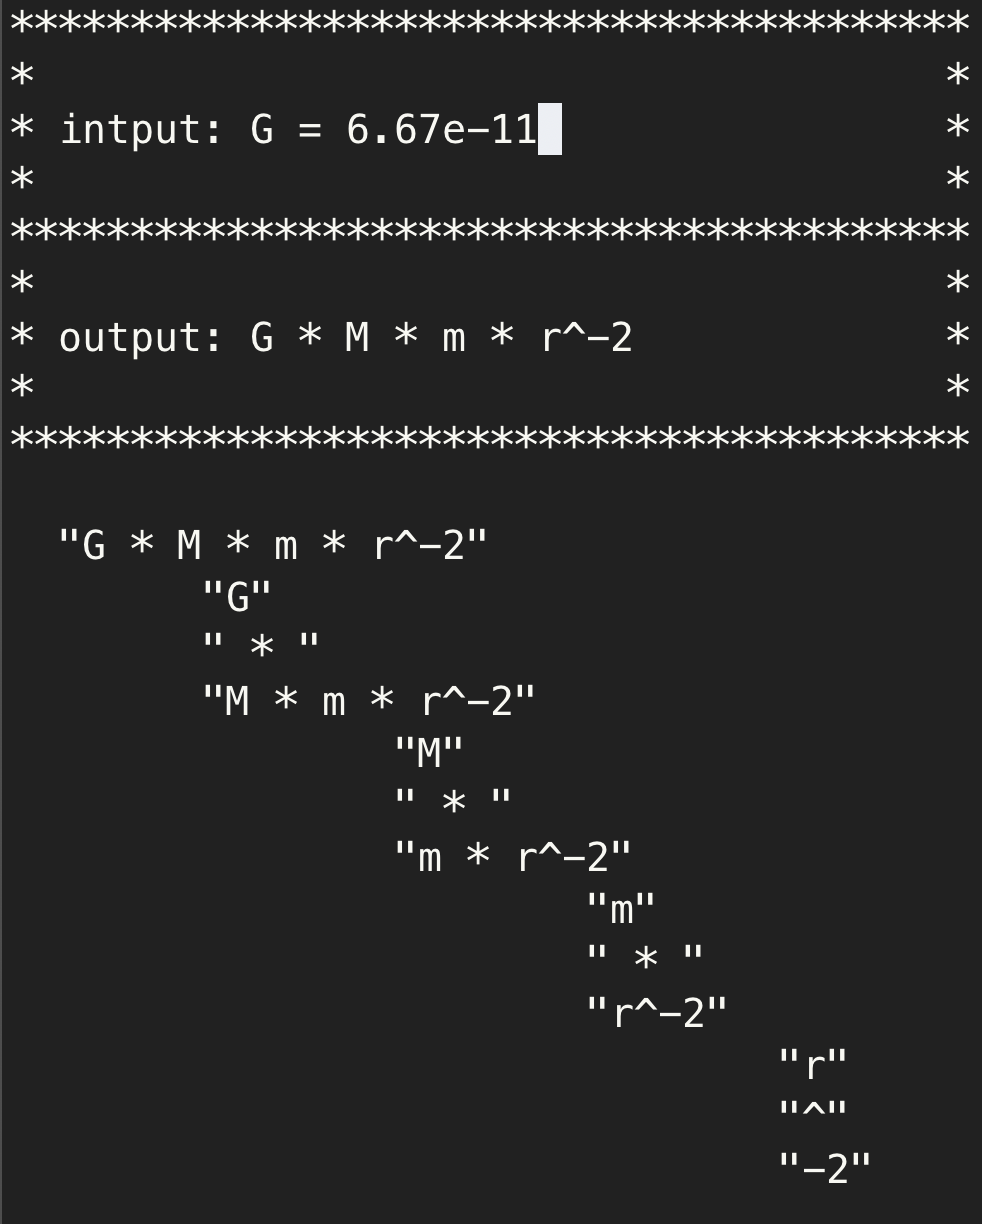 ****************************************
*                                      *
* intput: G = 6.67e-11                 *
*                                      *
****************************************
*                                      *
* output: G * M * m * r^-2             *
*                                      *
****************************************
"G * M * m * r^-2"
"G"
" * "
"M * m * r^-2"
"M"
" * "
"m * r^-2"
"m"
" * "
"r^-2"
"r"
"^"
"-2"